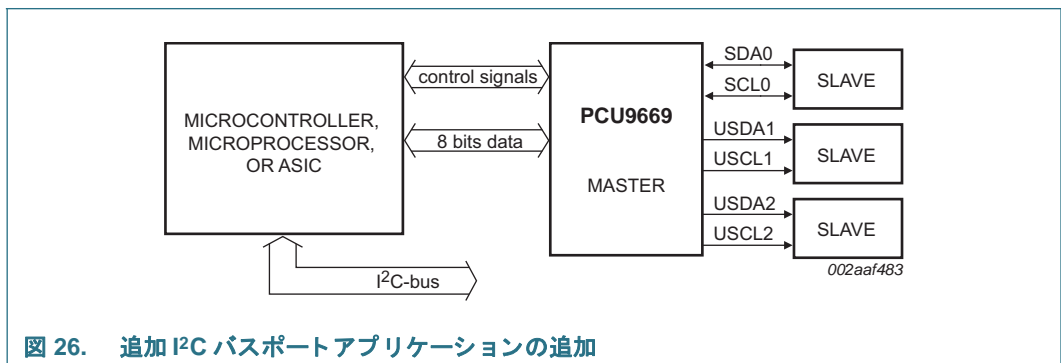 MICROCONTROLLER,
MICROPROCESSOR,
OR ASIC
control signals
8 bits data
I2C-bus
PCU9669
MASTER
SDA0
SCL0
SLAVE
USDA1
USCL1
SLAVE
USDA2
USCL2
SLAVE
002aaf483
図 26. 追加 I2C バスポートアプリケーションの追加